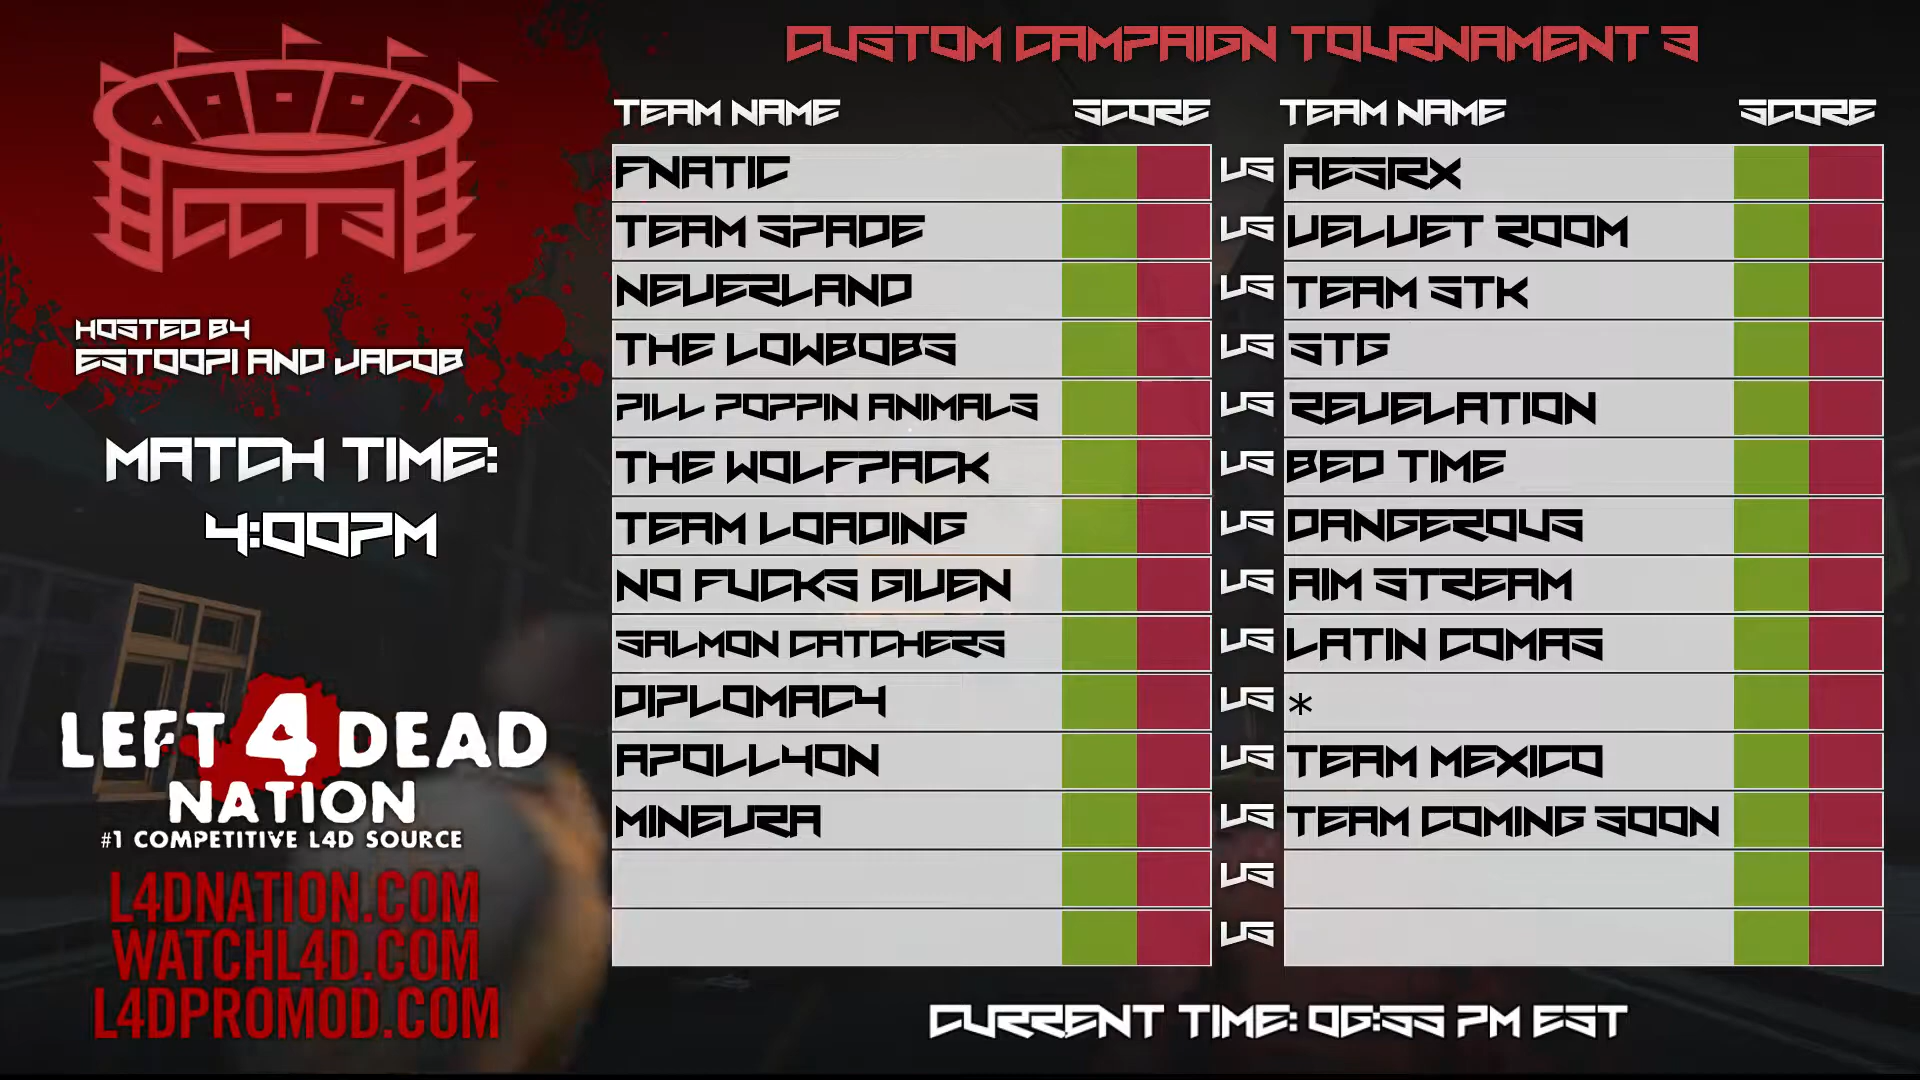 CUSTOM CAMPAIGN TOURNAMENT 3
CCT3
HOSTED BY
ESTOOPI AND JACOB
MATCH TIME:
4:00PM
LEFT 4 DEAD
NATION
#1 COMPETITIVE L4D SOURCE
L4DNATION.COM
WATCHL4D.COM
L4DPROMOD.COM
TEAM NAME SCORE TEAM NAME SCORE
FNATIC VS AESRX
TEAM SPADE VS VELVET ROOM
NEVERLAND VS TEAM STK
THE LOWBOBS VS STG
PILL POPPIN ANIMALS VS REVELATION
THE WOLFPACK VS BED TIME
TEAM LOADING VS DANGEROUS
NO FUCKS GIVEN VS AIM STREAM
SALMON CATCHERS VS LATIN COMAS
DIPLOMACY VS *
APOLLYON VS TEAM MEXICO
MINEURA VS TEAM COMING SOON
VS
VS
CURRENT TIME: 06:55 PM EST